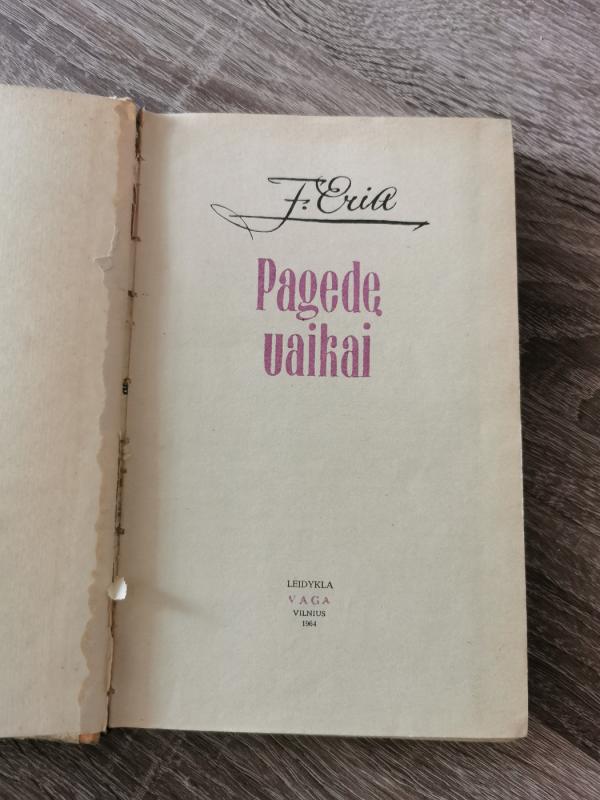 F. Eria
Pagedę
vaikai
LEIDYKLA
VAGA
VILNIUS
1964